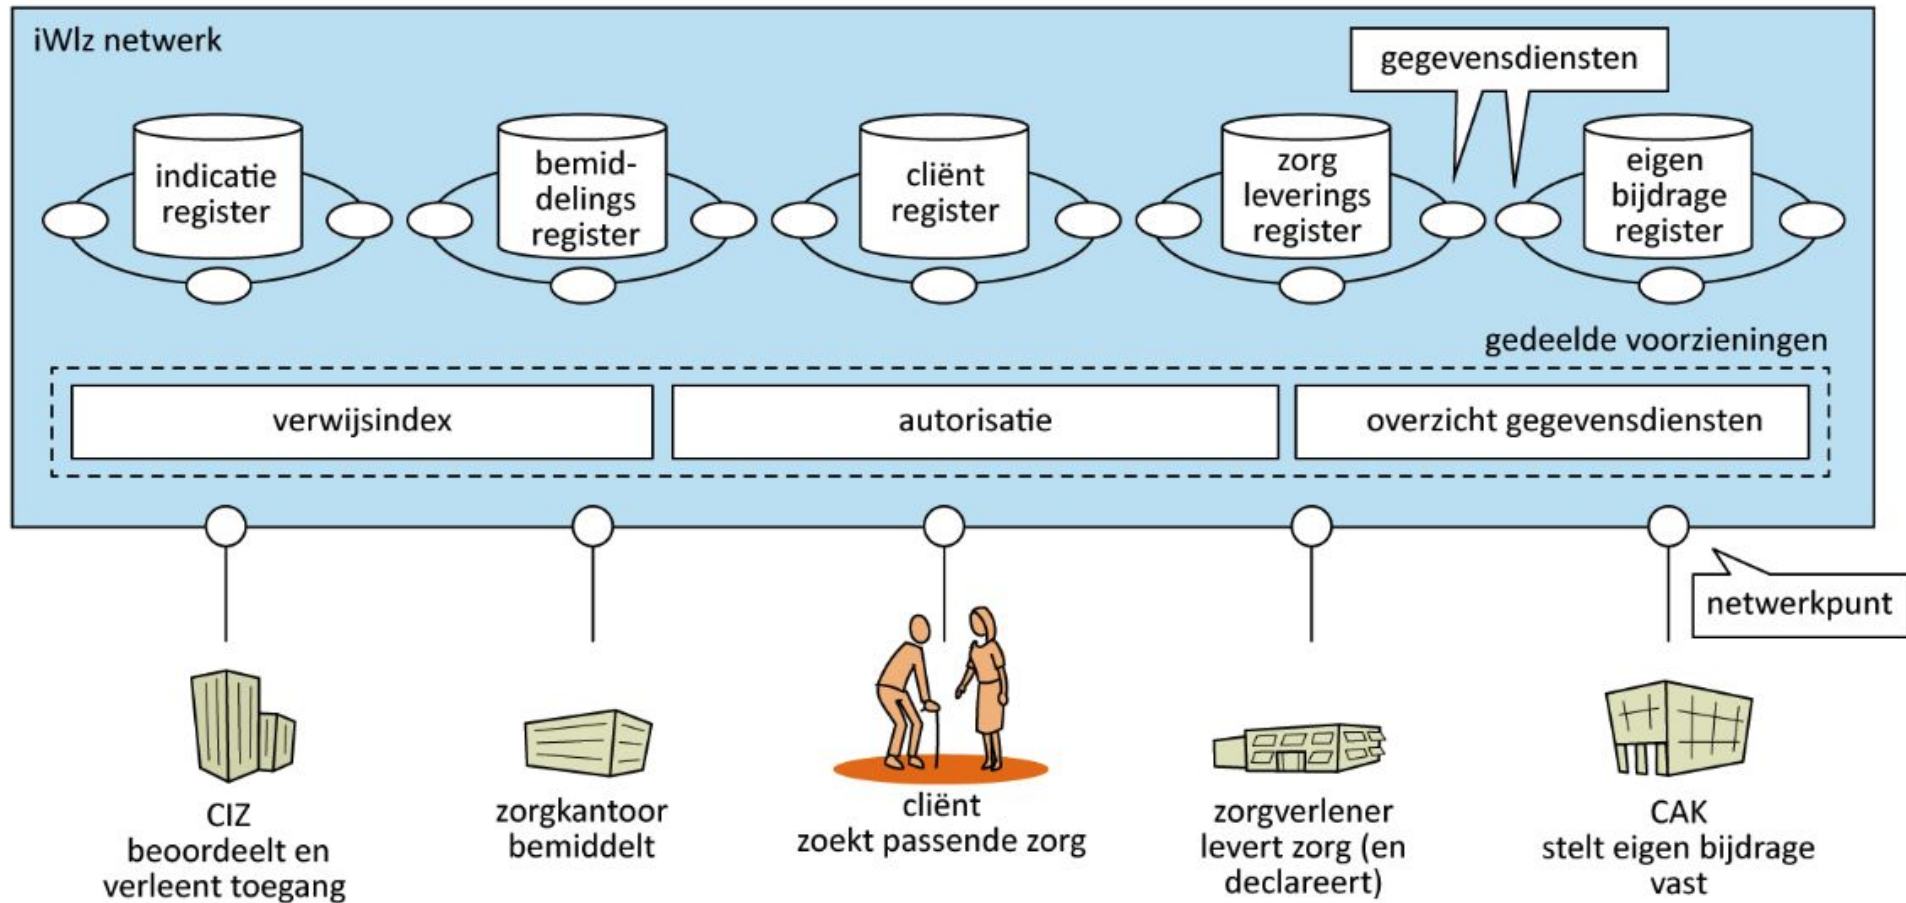 iWlz netwerk
gegevensdiensten
indicatie
register
bemid-
delings
register
cliënt
register
zorg
leverings
register
eigen
bijdrage
register
gedeelde voorzieningen
verwijsindex
autorisatie
overzicht gegevensdiensten
netwerkpunt
CIZ
beoordeelt en
verleent toegang
zorgkantoor
bemiddelt
cliënt
zoekt passende zorg
zorgverlener
levert zorg (en
declareert)
CAK
stelt eigen bijdrage
vast